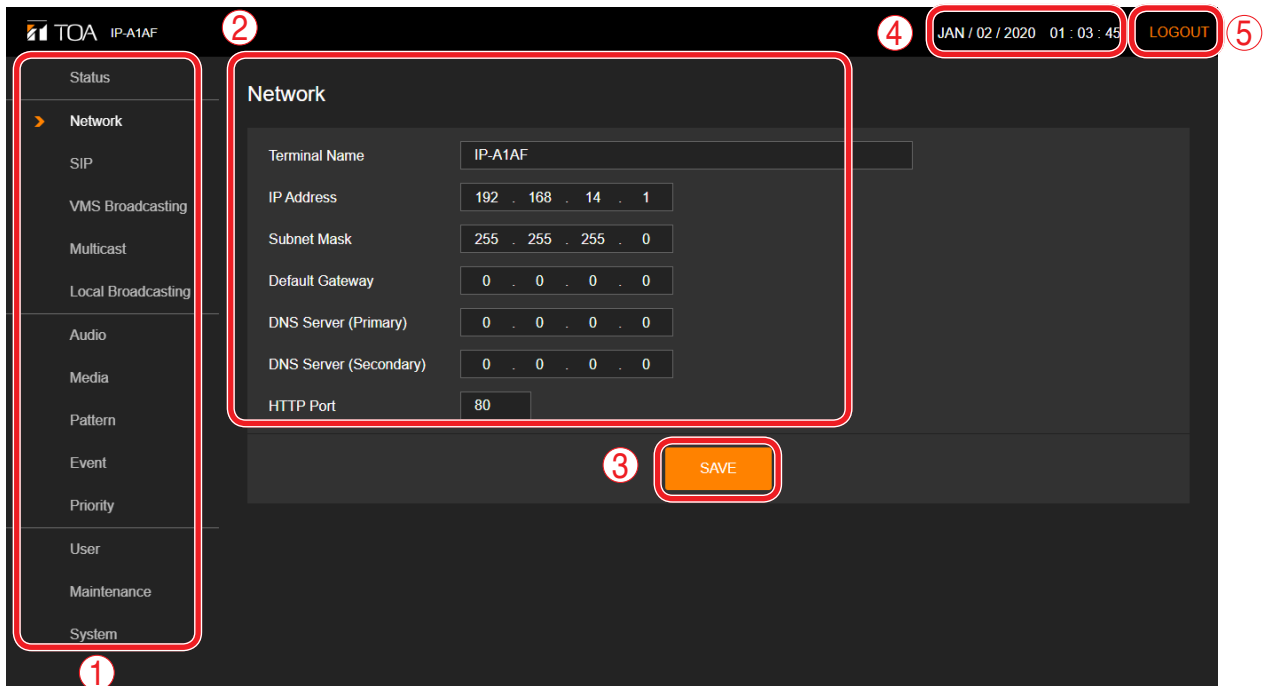 TOA IP-A1AF
②
④
JAN / 02 / 2020 01 : 03 : 45
LOGOUT
⑤
Status
Network
SIP
VMS Broadcasting
Multicast
Local Broadcasting
Audio
Media
Pattern
Event
Priority
User
Maintenance
System
①
Network
Terminal Name IP-A1AF
IP Address 192 . 168 . 14 . 1
Subnet Mask 255 . 255 . 255 . 0
Default Gateway 0 . 0 . 0 . 0
DNS Server (Primary) 0 . 0 . 0 . 0
DNS Server (Secondary) 0 . 0 . 0 . 0
HTTP Port 80
③
SAVE